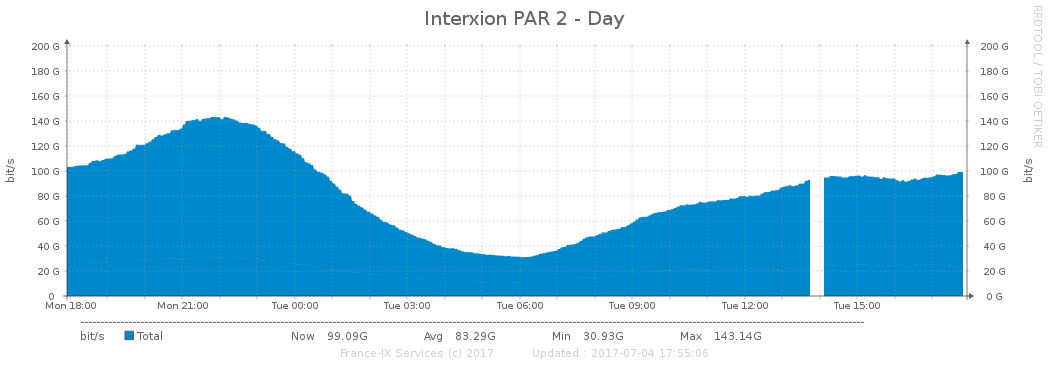 Interxion PAR 2 - Day
RRDTOOL / TOBI OETIKER
bit/s
200 G 200 G
180 G 180 G
160 G 160 G
140 G 140 G
120 G 120 G
100 G 100 G
80 G 80 G
60 G 60 G
40 G 40 G
20 G 20 G
0 0 G
bit/s
Mon 18:00 Mon 21:00 Tue 00:00 Tue 03:00 Tue 06:00 Tue 09:00 Tue 12:00 Tue 15:00
bit/s Total Now 99.09G Avg 83.29G Min 30.93G Max 143.14G
France-IX Services (c) 2017 Updated : 2017-07-04 17:55:06